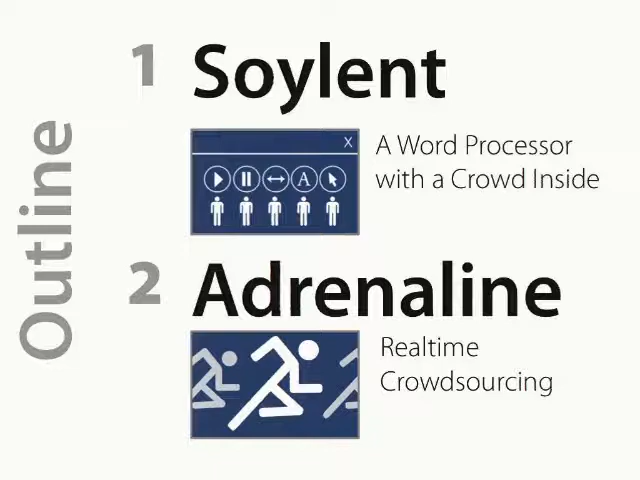 Outline
1 Soylent
X
A
A Word Processor
with a Crowd Inside
2 Adrenaline
Realtime
Crowdsourcing